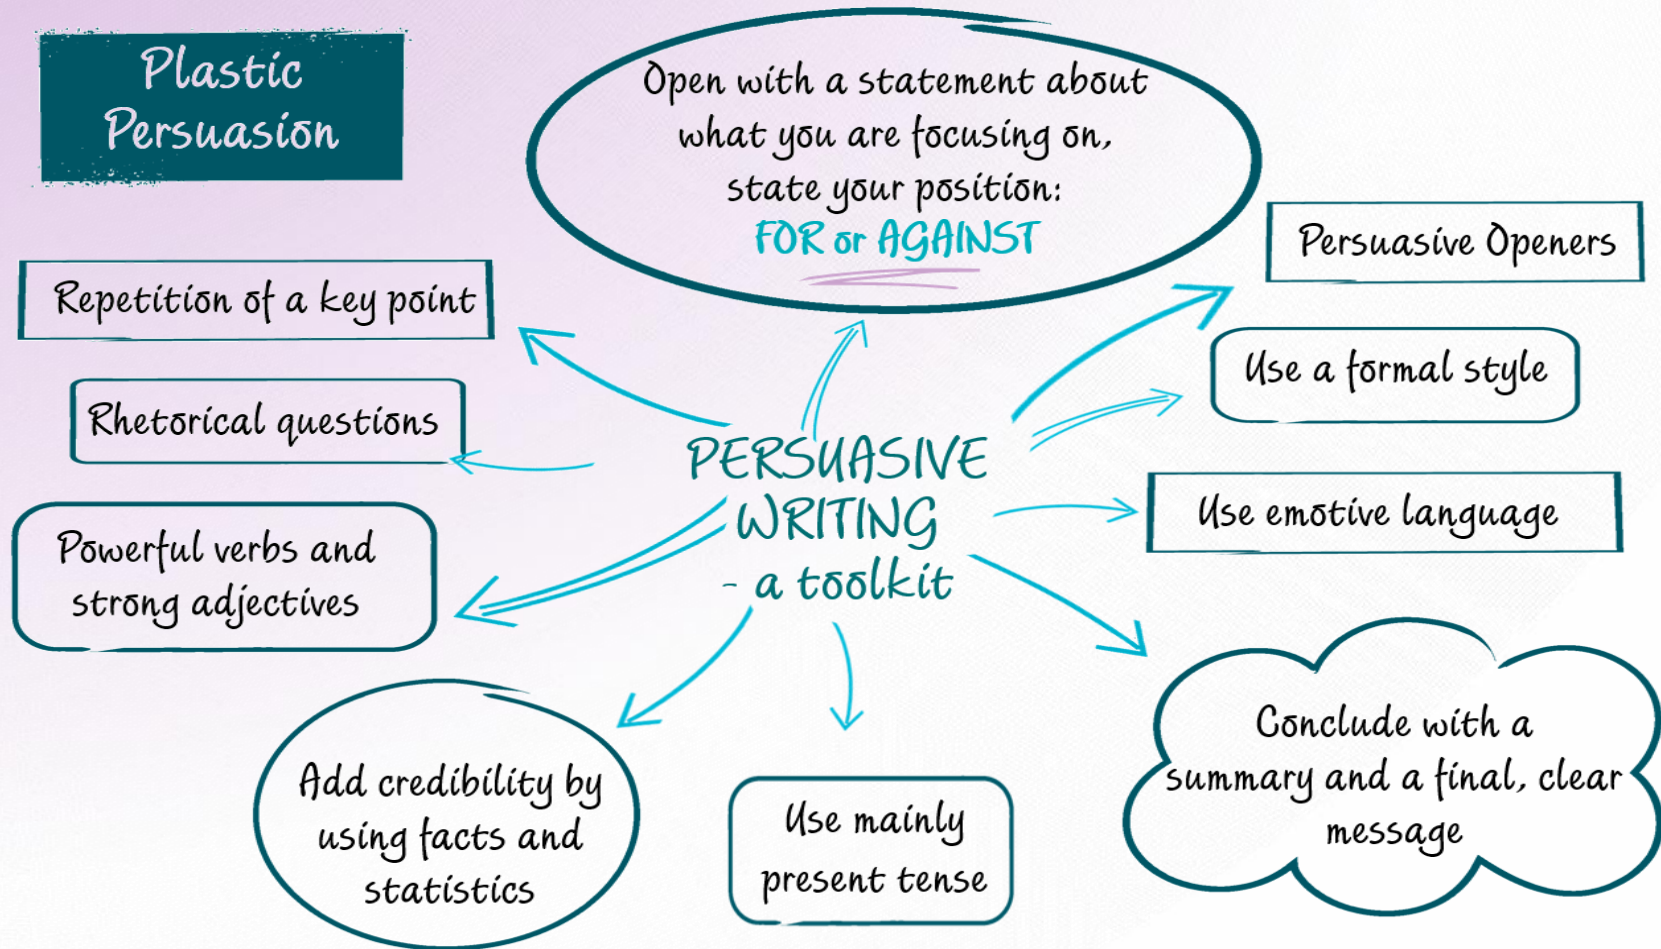 Plastic
Persuasion
Open with a statement about
what you are focusing on,
state your position:
FOR or AGAINST
Persuasive Openers
Repetition of a key point
Use a formal style
Rhetorical questions
PERSUASIVE
WRITING
- a toolkit
Use emotive language
Powerful verbs and
strong adjectives
Conclude with a
summary and a final, clear
message
Add credibility by
using facts and
statistics
Use mainly
present tense